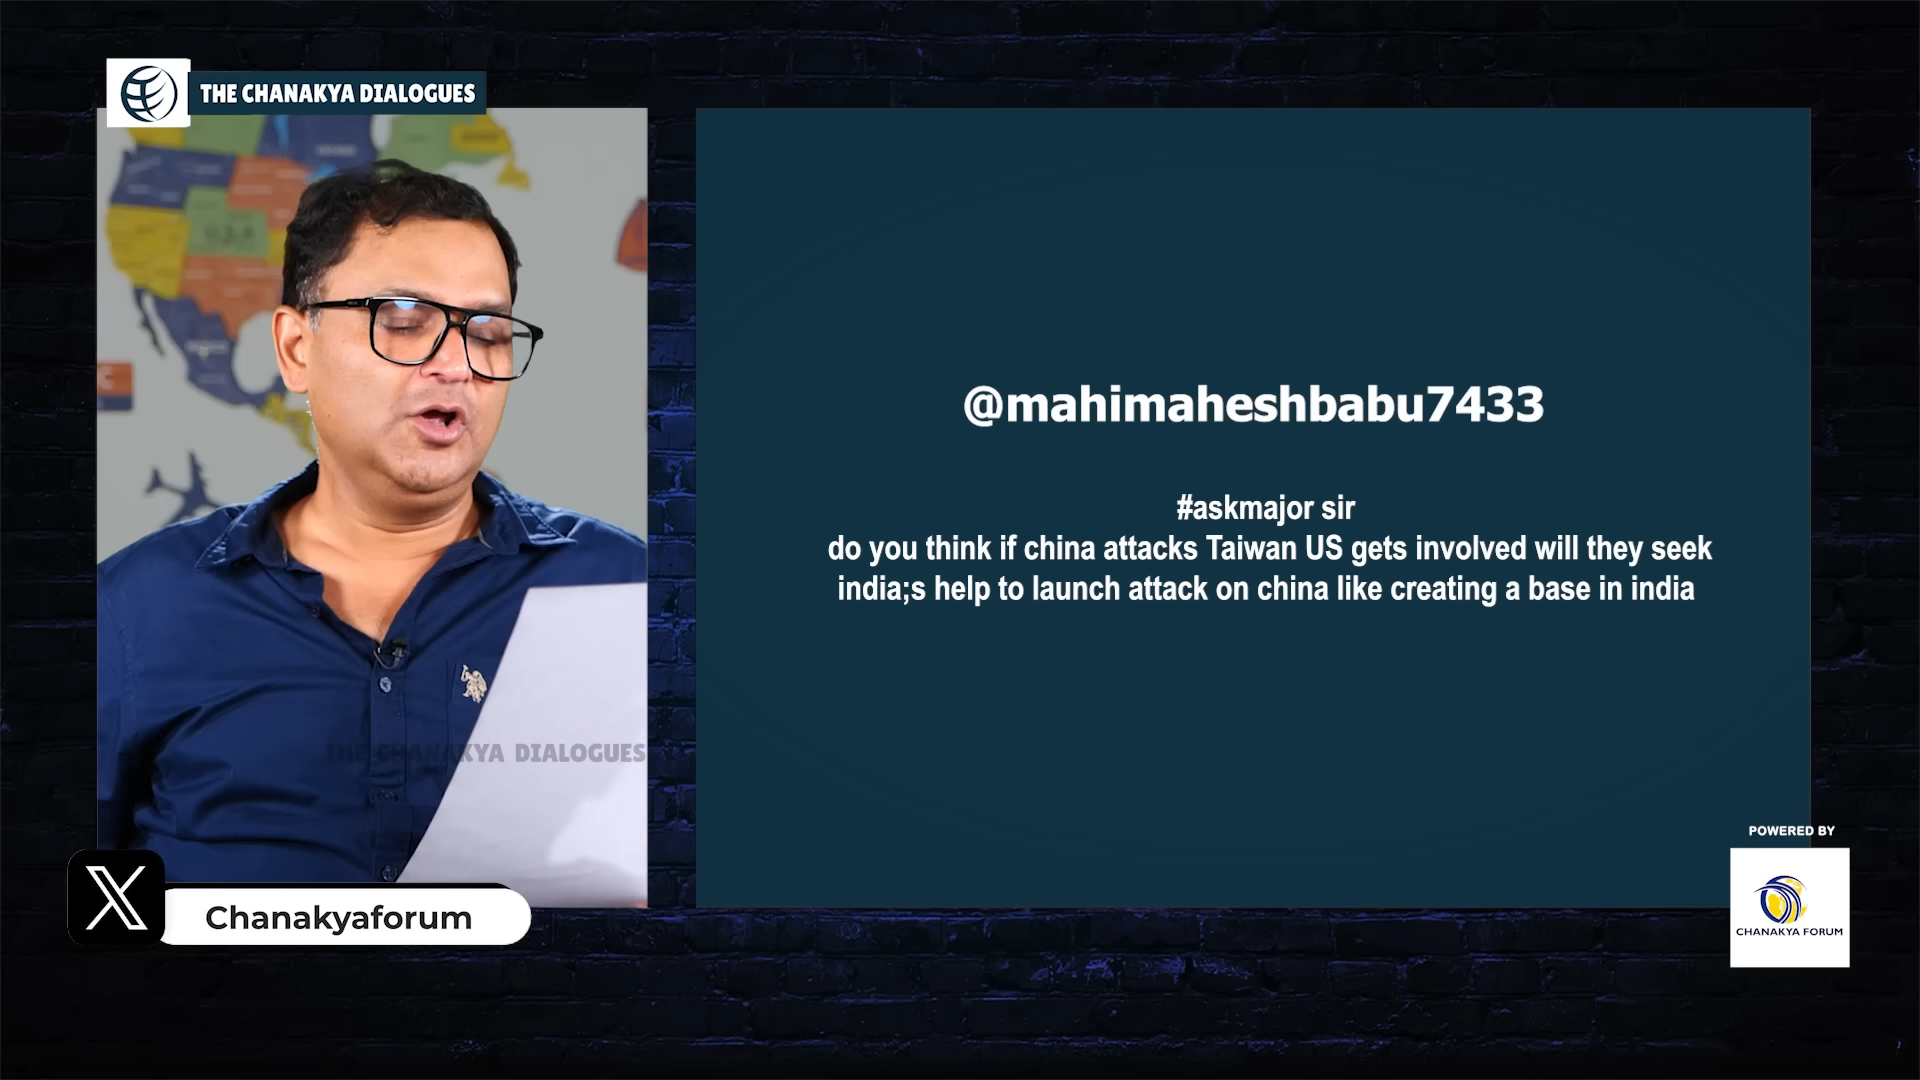 THE CHANAKYA DIALOGUES
@mahimaheshbabu7433
#askmajor sir
do you think if china attacks Taiwan US gets involved will they seek
india;s help to launch attack on china like creating a base in india
THE CHANAKYA DIALOGUES
POWERED BY
CHANAKYA FORUM
Chanakyaforum